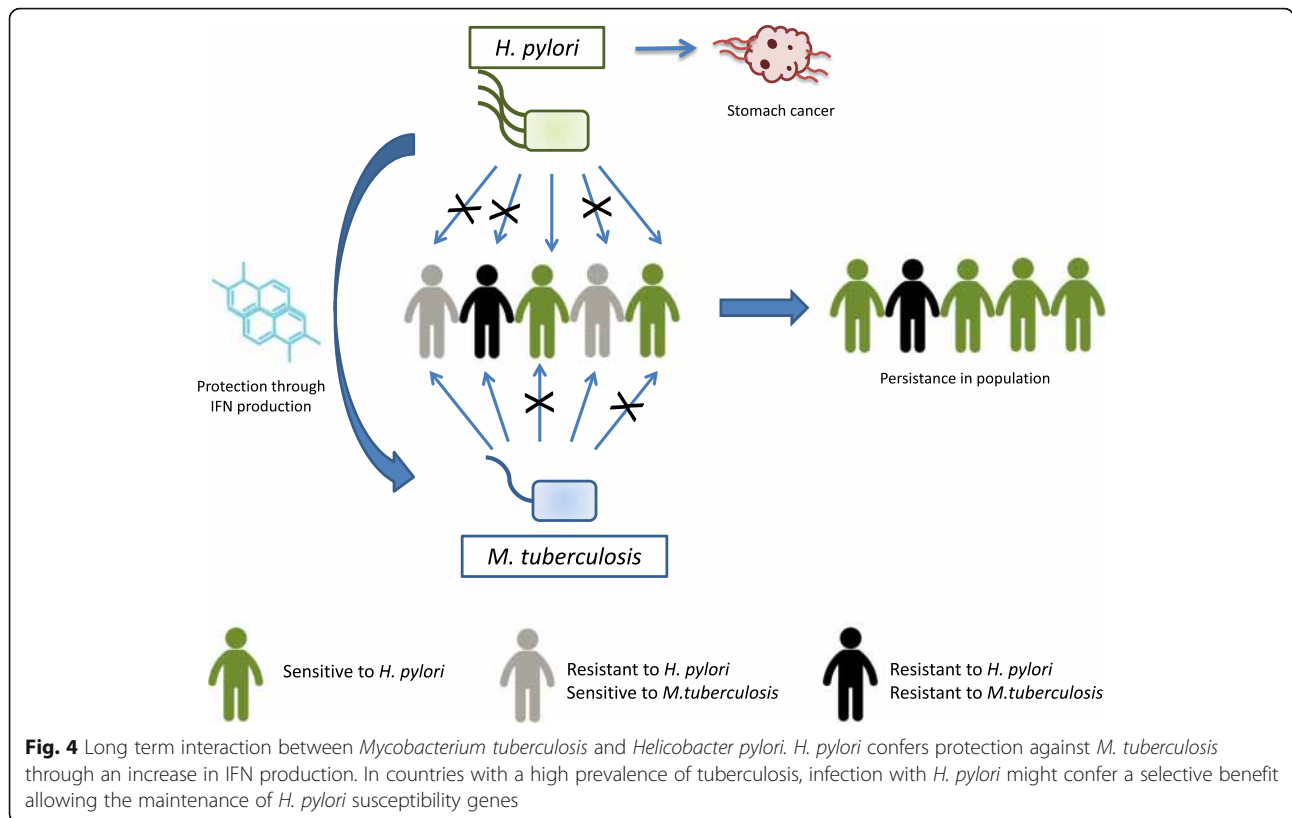 H. pylori
Stomach cancer
Protection through
IFN production
Persistance in population
M. tuberculosis
Sensitive to H. pylori
Resistant to H. pylori
Sensitive to M.tuberculosis
Resistant to H. pylori
Resistant to M.tuberculosis
Fig. 4 Long term interaction between Mycobacterium tuberculosis and Helicobacter pylori. H. pylori confers protection against M. tuberculosis
through an increase in IFN production. In countries with a high prevalence of tuberculosis, infection with H. pylori might confer a selective benefit
allowing the maintenance of H. pylori susceptibility genes